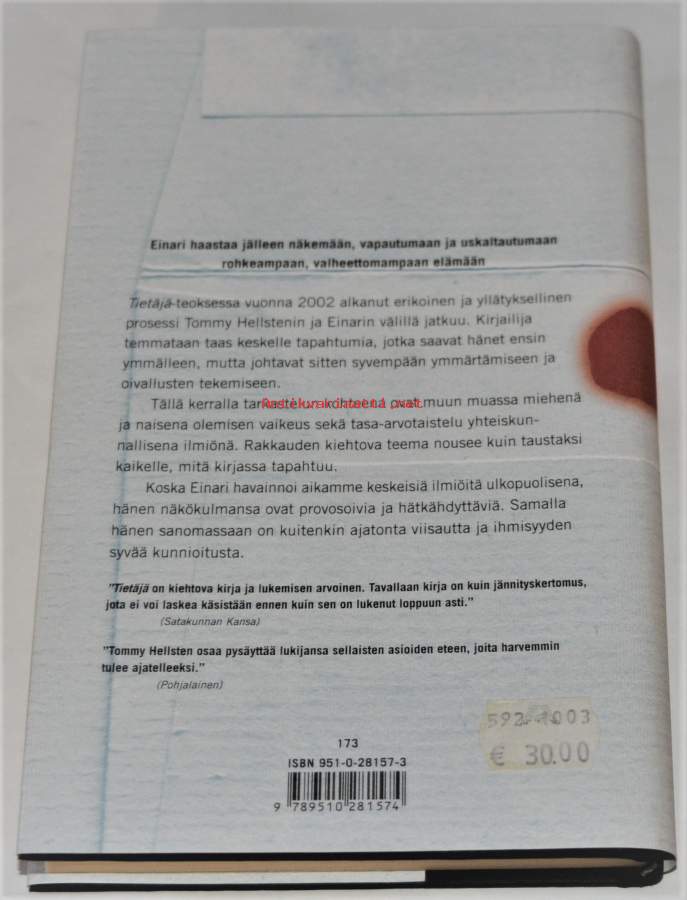 Einari haastaa jälleen näkemään, vapautumaan ja uskaltautumaan
rohkeampaan, valheettomampaan elämään
Tietäjä-teoksessa vuonna 2002 alkanut erikoinen ja yllätyksellinen
prosessi Tommy Hellstenin ja Einarin välillä jatkuu. Kirjailija
temmataan taas keskelle tapahtumia, jotka saavat hänet ensin
ymmälleen, mutta johtavat sitten syvempään ymmärtämiseen ja
oivallusten tekemiseen.
Tällä kerralla tarkastelun kohteena ovat muun muassa miehenä
ja naisena olemisen vaikeus sekä tasa-arvotaistelu yhteiskun-
nallisena ilmiönä. Rakkauden kiehtova teema nousee kuin taustaksi
kaikelle, mitä kirjassa tapahtuu.
Koska Einari havainnoi aikamme keskeisiä ilmiöitä ulkopuolisena,
hänen näkökulmansa ovat provosoivia ja hätkähdyttäviä. Samalla
hänen sanomassaan on kuitenkin ajatonta viisautta ja ihmisyyden
syvää kunnioitusta.
"Tietäjä on kiehtova kirja ja lukemisen arvoinen. Tavallaan kirja on kuin jännityskertomus,
jota ei voi laskea käsistään ennen kuin sen on lukenut loppuun asti."
(Satakunnan Kansa)
"Tommy Hellsten osaa pysäyttää lukijansa sellaisten asioiden eteen, joita harvemmin
tulee ajatelleeksi."
(Pohjalainen)
592 1003
€ 30.00
173
ISBN 951-0-28157-3
9 789510 281574